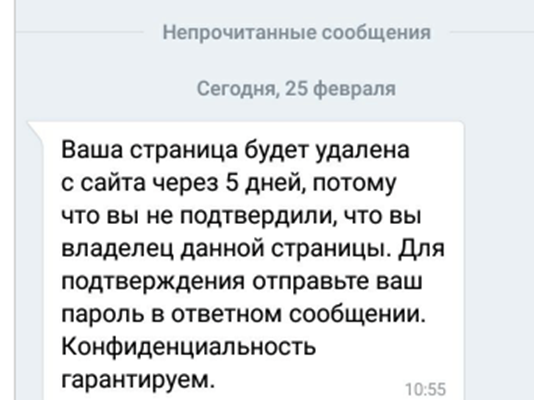 Непрочитанные сообщения
Сегодня, 25 февраля
Ваша страница будет удалена
с сайта через 5 дней, потому
что вы не подтвердили, что вы
владелец данной страницы. Для
подтверждения отправьте ваш
пароль в ответном сообщении.
Конфиденциальность
гарантируем.
10:55